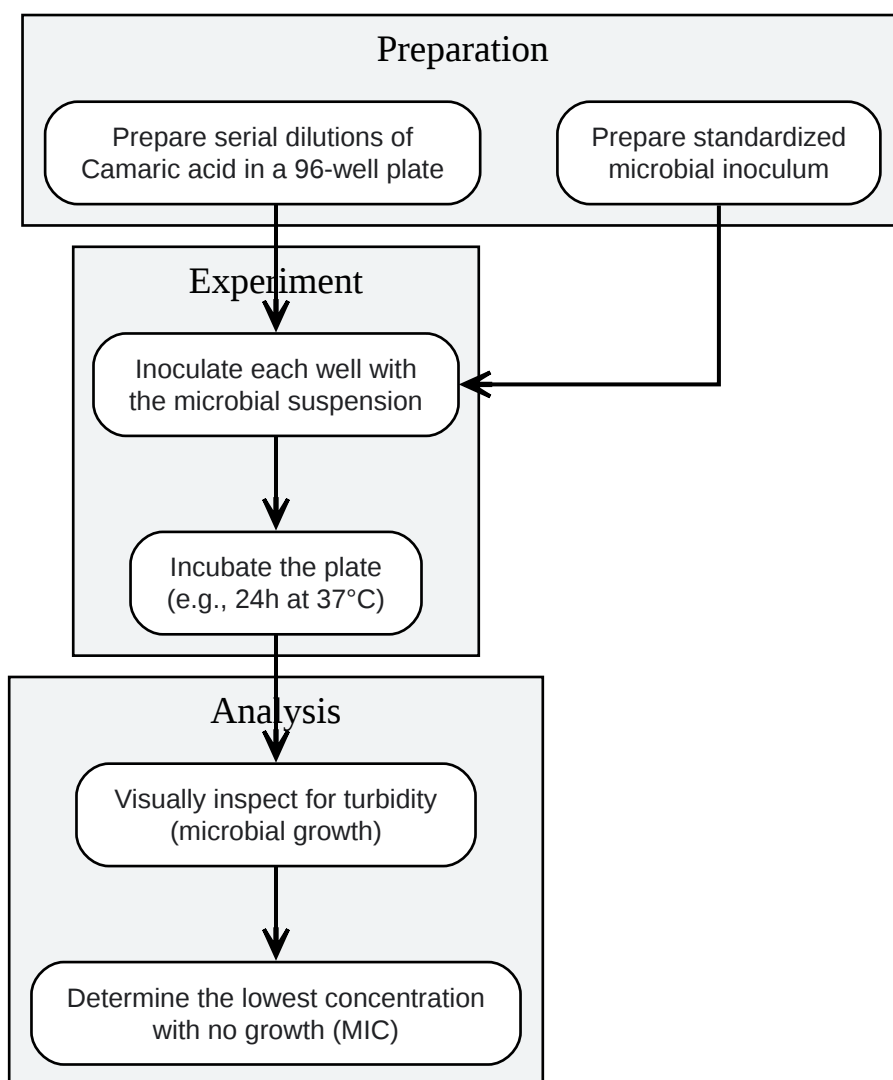 Preparation
Prepare serial dilutions of
Camaric acid in a 96-well plate
Prepare standardized
microbial inoculum
Experiment
Inoculate each well with
the microbial suspension
Incubate the plate
(e.g., 24h at 37°C)
Analysis
Visually inspect for turbidity
(microbial growth)
Determine the lowest concentration
with no growth (MIC)